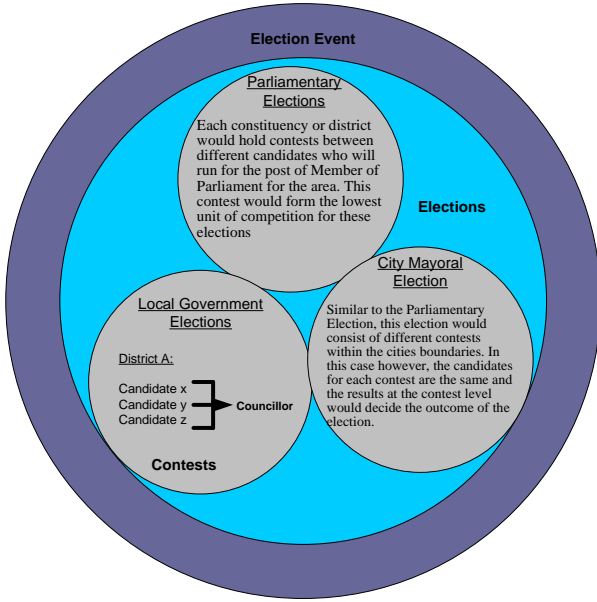 Election Event
Parliamentary
Elections
Each constituency or district
would hold contests between
different candidates who will
run for the post of Member of
Parliament for the area. This
contest would form the lowest
unit of competition for these
elections
Elections
City Mayoral
Election
Similar to the Parliamentary
Election, this election would
consist of different contests
within the cities boundaries. In
this case however, the candidates
for each contest are the same and
the results at the contest level
would decide the outcome of the
election.
Local Government
Elections
District A:
Candidate x
Candidate y
Candidate z
Councillor
Contests